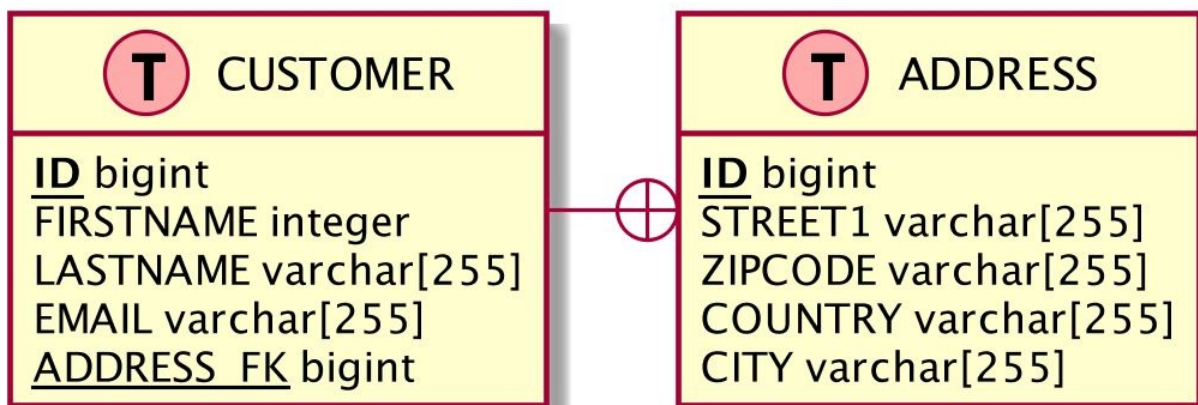 T CUSTOMER
ID bigint
FIRSTNAME integer
LASTNAME varchar[255]
EMAIL varchar[255]
ADDRESS_FK bigint
T ADDRESS
ID bigint
STREET1 varchar[255]
ZIPCODE varchar[255]
COUNTRY varchar[255]
CITY varchar[255]